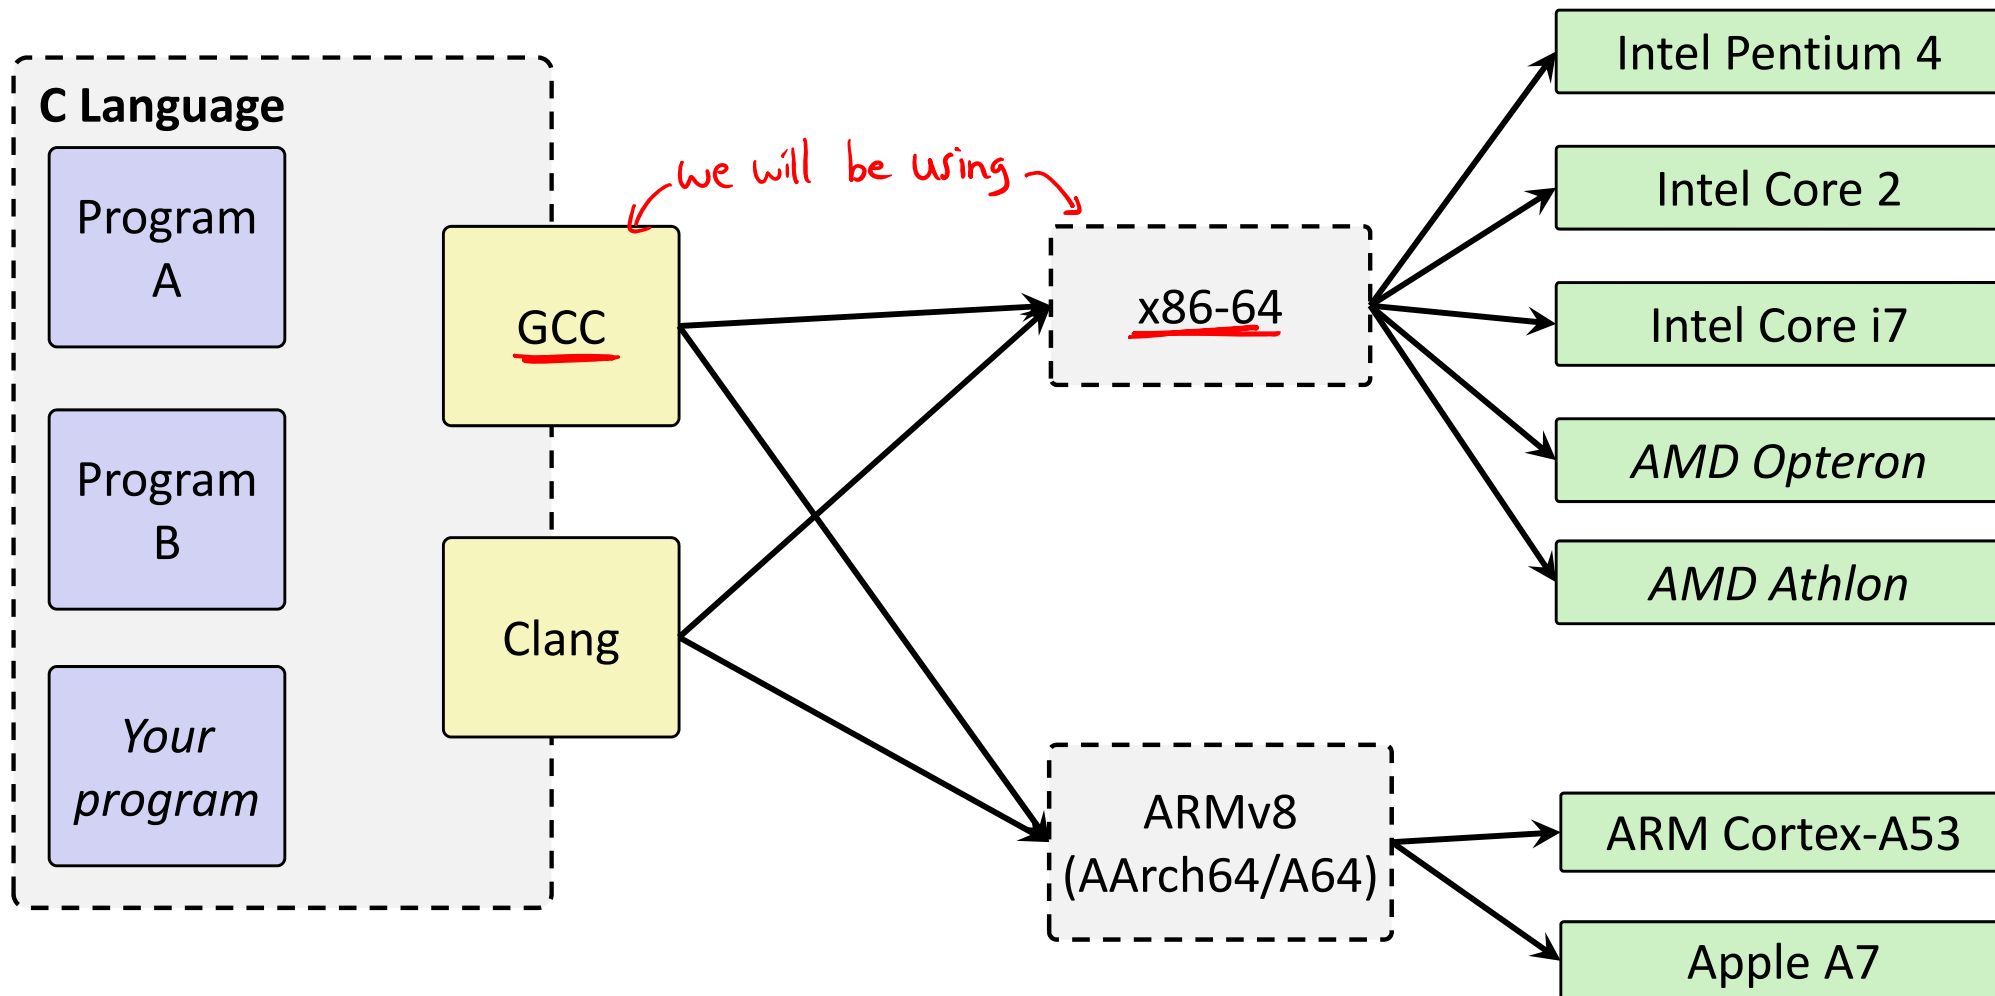 C Language
Program
A
Program
B
Your
program
GCC
Clang
we will be using
x86-64
ARMv8
(AArch64/A64)
Intel Pentium 4
Intel Core 2
Intel Core i7
AMD Opteron
AMD Athlon
ARM Cortex-A53
Apple A7